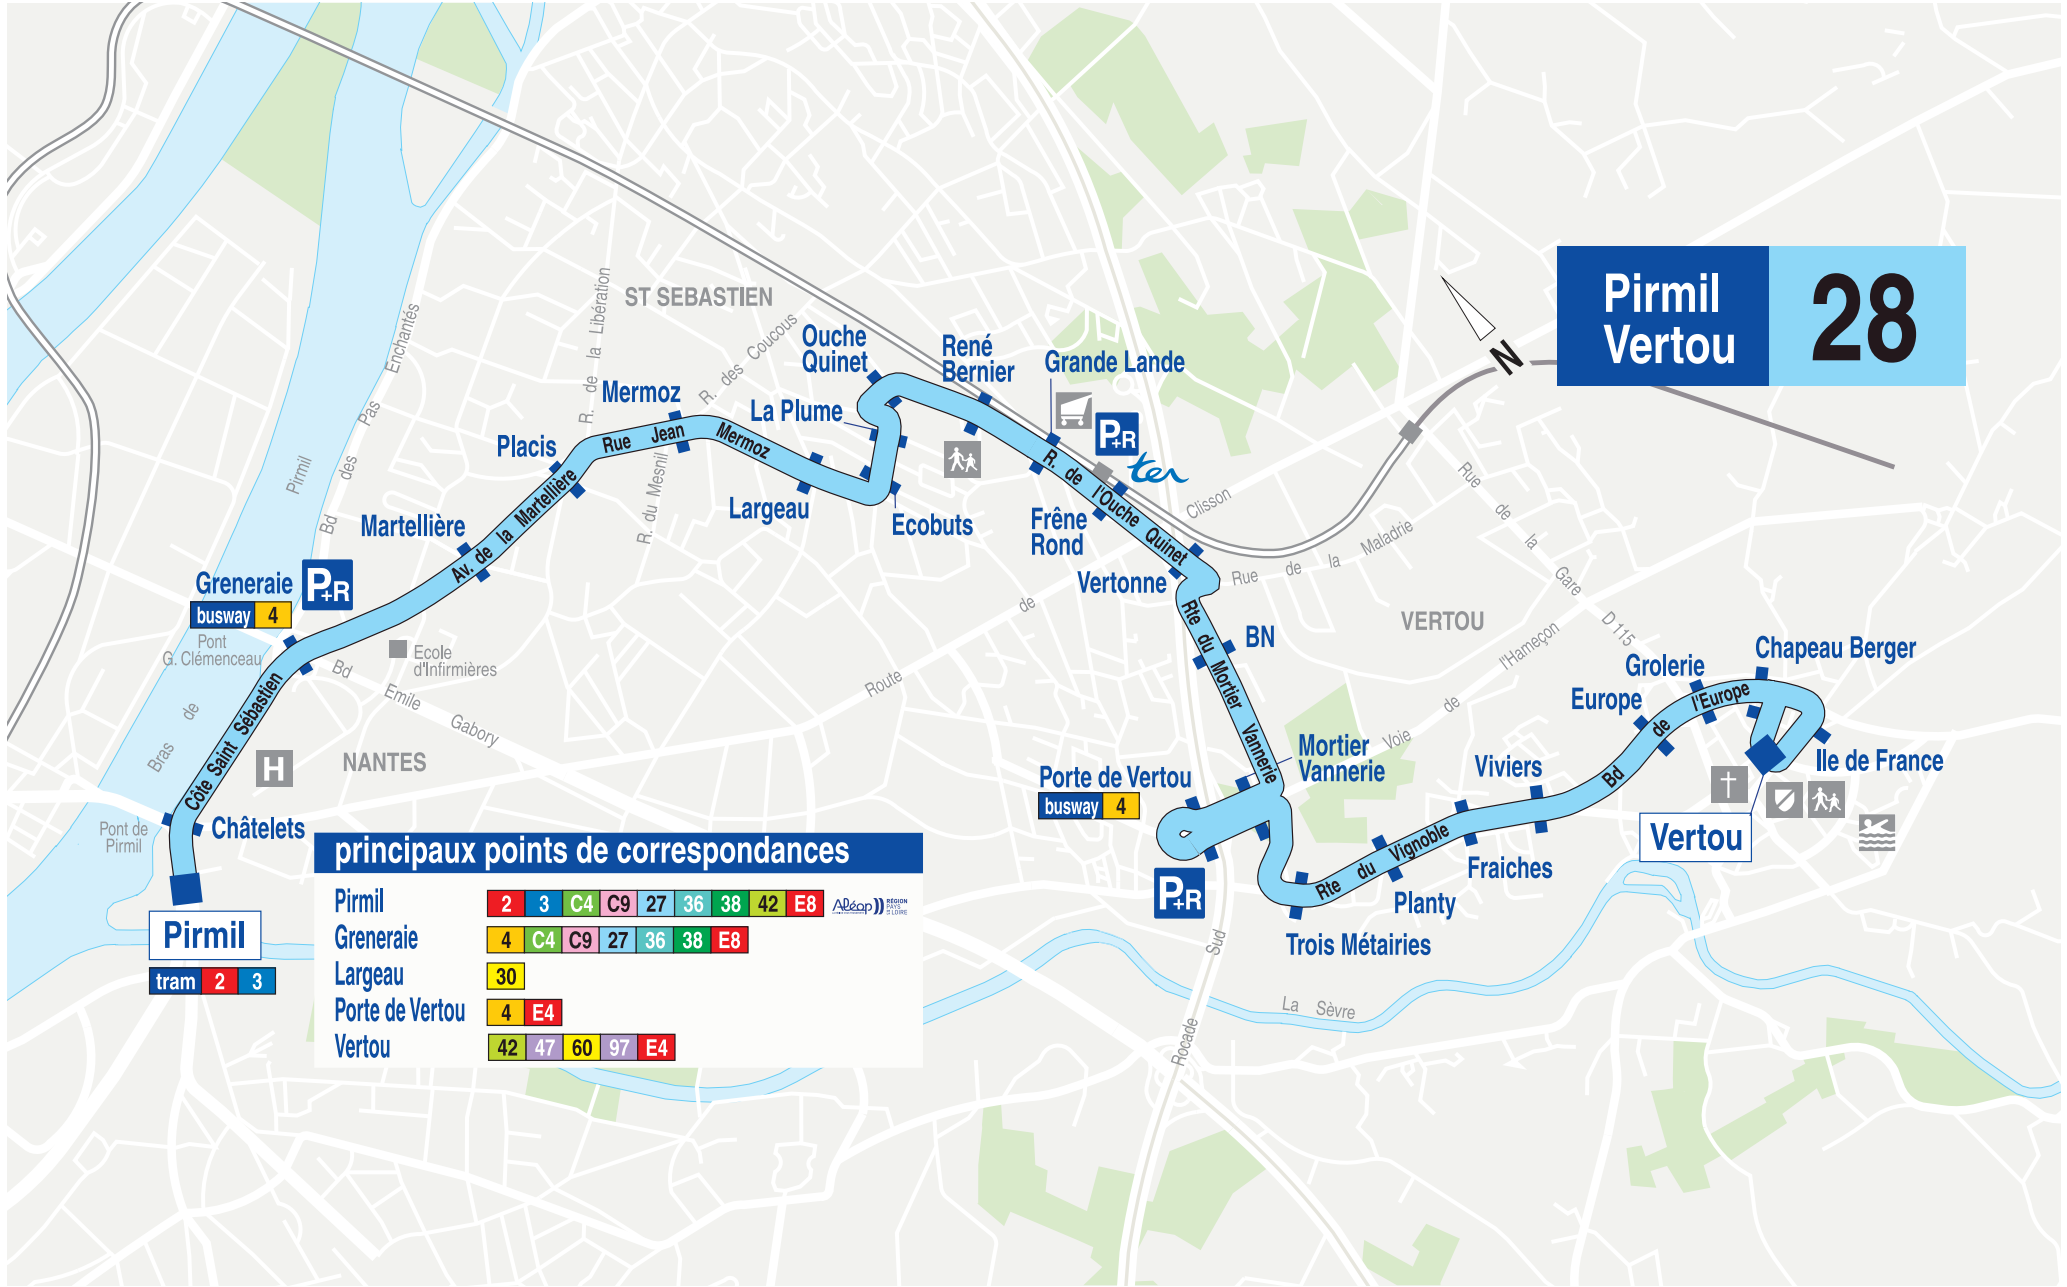 Pirmil
Vertou
28
N
ST SEBASTIEN
R. de la Libération
R. des Coucous
Bd des Pas Enchantés
Bras de Pirmil
Ouche
Quinet
René
Bernier
Grande Lande
P+R
ter
Mermoz
La Plume
Placis
Rue Jean Mermoz
R. du Mesnil
Largeau
Ecobuts
R. de l'Ouche Quinet
Frêne
Rond
Vertonne
Clisson
Route de
Rue de la Maladrie
Rue de la Gare D 115
Martellière
Av. de la Martellière
Greneraie
P+R
busway 4
Pont
G. Clémenceau
Ecole
d'Infirmières
Bd Emile Gabory
Côte Saint Sébastien
H
NANTES
Pont de
Pirmil
Châtelets
Pirmil
tram 2 3
Rte du Mortier Vannerie
BN
VERTOU
Voie de l'Hameçon
Mortier
Vannerie
Porte de Vertou
busway 4
P+R
Sud
Rocade
Trois Métairies
Rte du Vignoble
Planty
Fraiches
Viviers
Bd de l'Europe
Europe
Grolerie
Chapeau Berger
Ile de France
Vertou
La Sèvre
principaux points de correspondances
Pirmil 2 3 C4 C9 27 36 38 42 E8 Aléop RÉGION
Greneraie 4 C4 C9 27 36 38 E8
Largeau 30
Porte de Vertou 4 E4
Vertou 42 47 60 97 E4